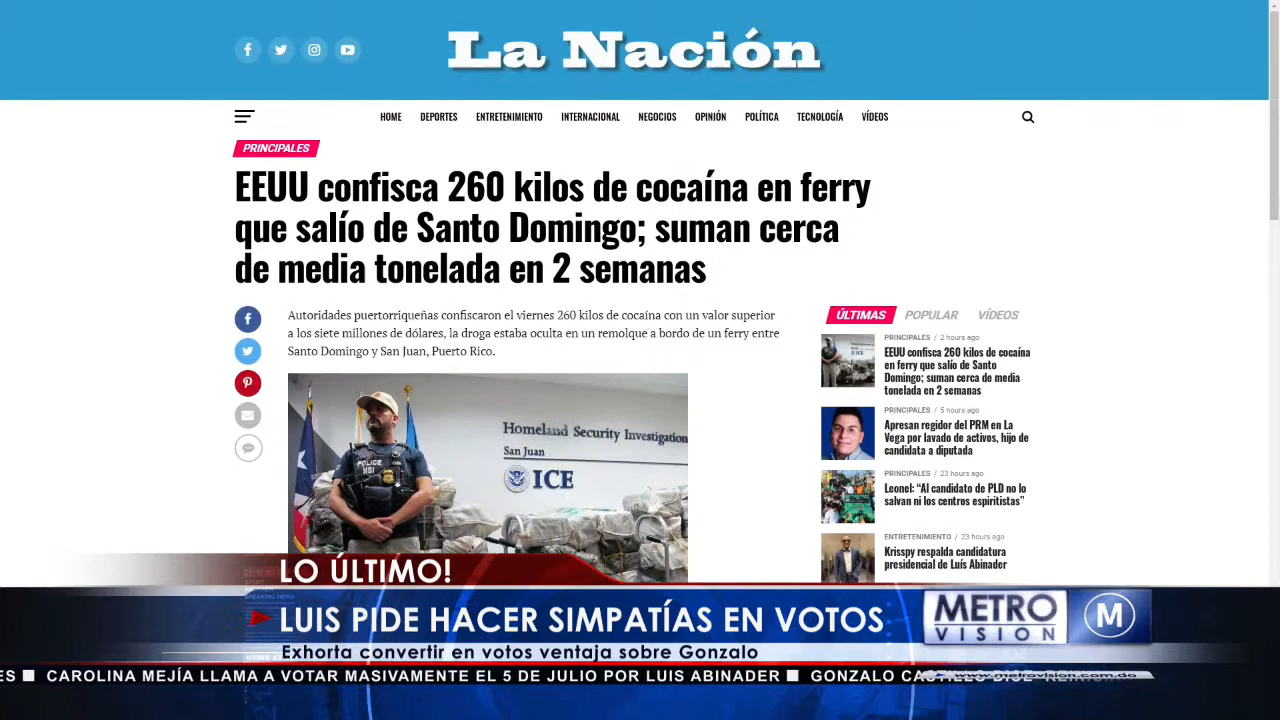 La Nación
HOME DEPORTES ENTRETENIMIENTO INTERNACIONAL NEGOCIOS OPINIÓN POLÍTICA TECNOLOGÍA VÍDEOS
PRINCIPALES
EEUU confisca 260 kilos de cocaína en ferry
que salío de Santo Domingo; suman cerca
de media tonelada en 2 semanas
Autoridades puertorriqueñas confiscaron el viernes 260 kilos de cocaína con un valor superior
a los siete millones de dólares, la droga estaba oculta en un remolque a bordo de un ferry entre
Santo Domingo y San Juan, Puerto Rico.
Homeland Security Investigation
San Juan
ICE
POLICE
HSI
ÚLTIMAS POPULAR VÍDEOS
PRINCIPALES / 2 hours ago
EEUU confisca 260 kilos de cocaína
en ferry que salío de Santo
Domingo; suman cerca de media
tonelada en 2 semanas
PRINCIPALES / 5 hours ago
Apresan regidor del PRM en La
Vega por lavado de activos, hijo de
candidata a diputada
PRINCIPALES / 23 hours ago
Leonel: “Al candidato de PLD no lo
salvan ni los centros espiritistas”
ENTRETENIMIENTO / 23 hours ago
Krisspy respalda candidatura
presidencial de Luís Abinader
LO ÚLTIMO!
BREAKING NEWS
LUIS PIDE HACER SIMPATÍAS EN VOTOS
METRO
VISION
M
NEWS AT
Exhorta convertir en votos ventaja sobre Gonzalo
ES ■ CAROLINA MEJÍA LLAMA A VOTAR MASIVAMENTE EL 5 DE JULIO POR LUIS ABINADER ■ GONZALO
www.metrovision.com.do